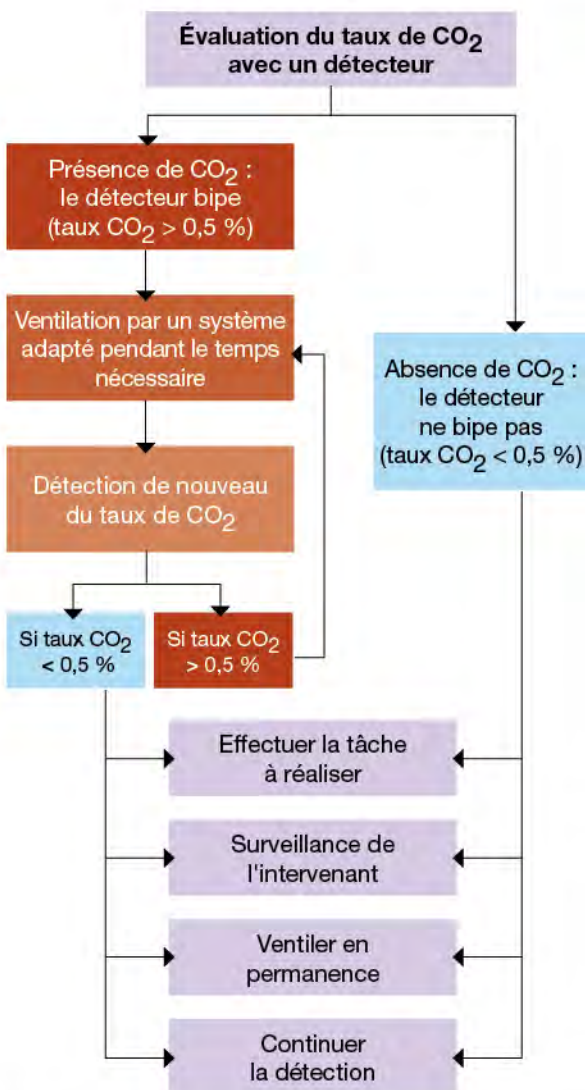 Évaluation du taux de CO2
avec un détecteur
Présence de CO2 :
le détecteur bipe
(taux CO2 > 0,5 %)
Ventilation par un système
adapté pendant le temps
nécessaire
Absence de CO2 :
le détecteur
ne bipe pas
(taux CO2 < 0,5 %)
Détection de nouveau
du taux de CO2
Si taux CO2
< 0,5 %
Si taux CO2
> 0,5 %
Effectuer la tâche
à réaliser
Surveillance de
l'intervenant
Ventiler en
permanence
Continuer
la détection